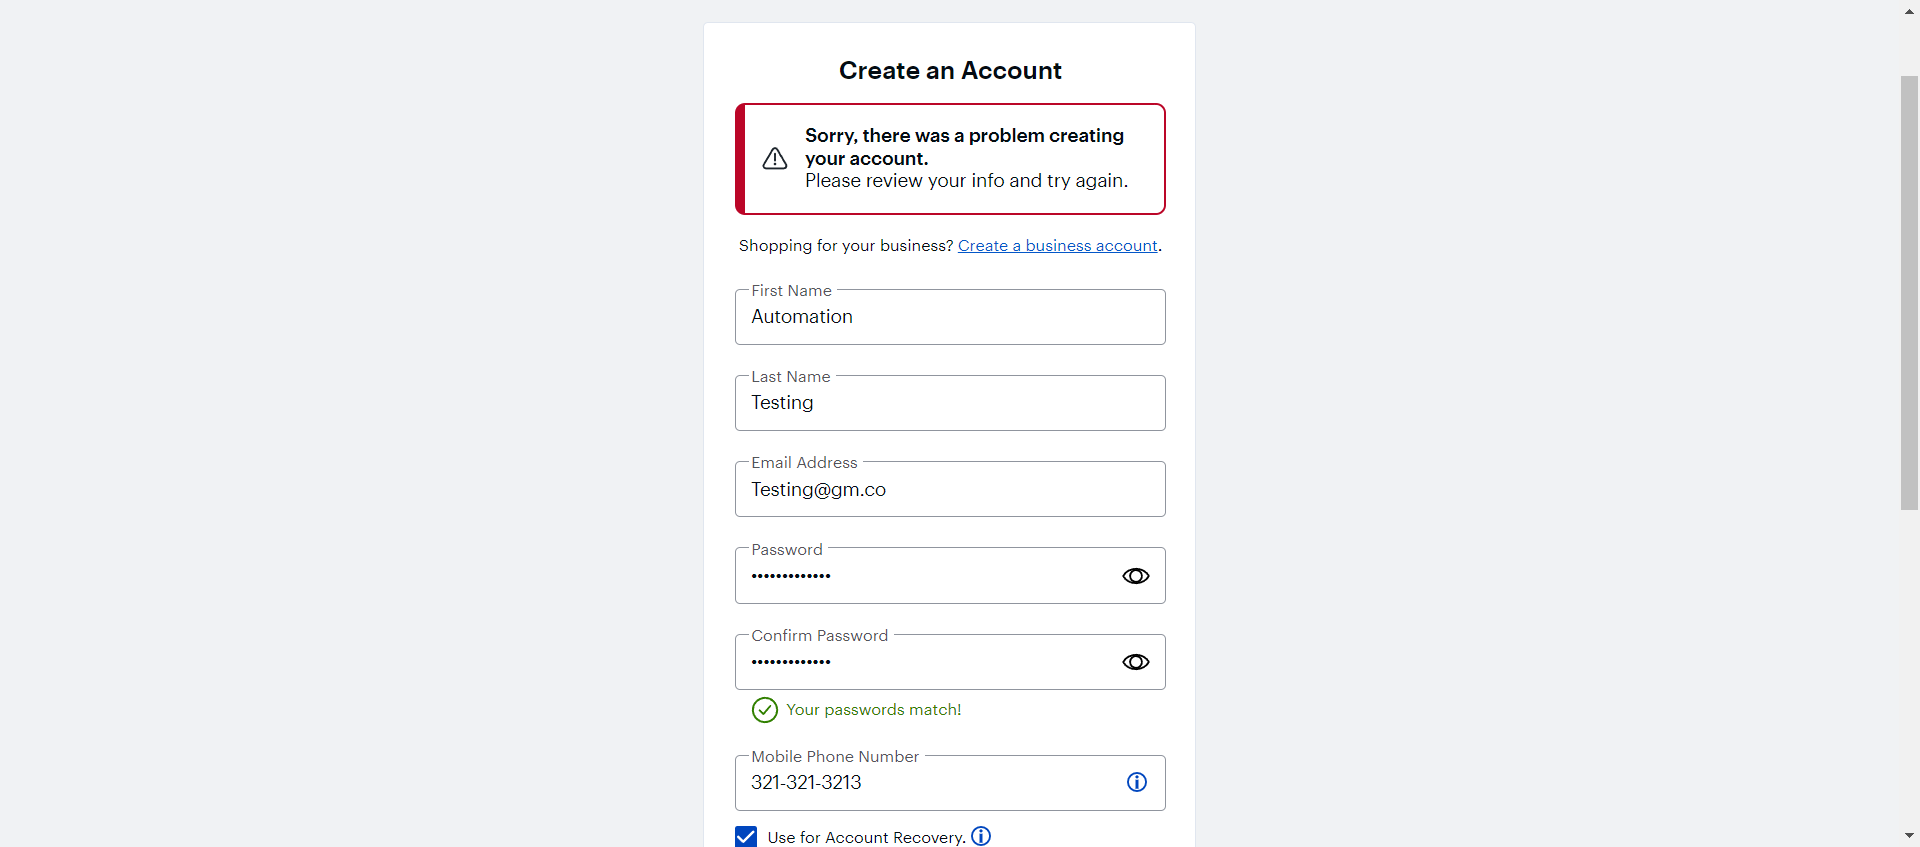 Create an Account
Sorry, there was a problem creating
your account.
Please review your info and try again.
Shopping for your business? Create a business account.
First Name
Automation
Last Name
Testing
Email Address
Testing@gm.co
Password
•••••••••••••
Confirm Password
•••••••••••••
Your passwords match!
Mobile Phone Number
321-321-3213
Use for Account Recovery.